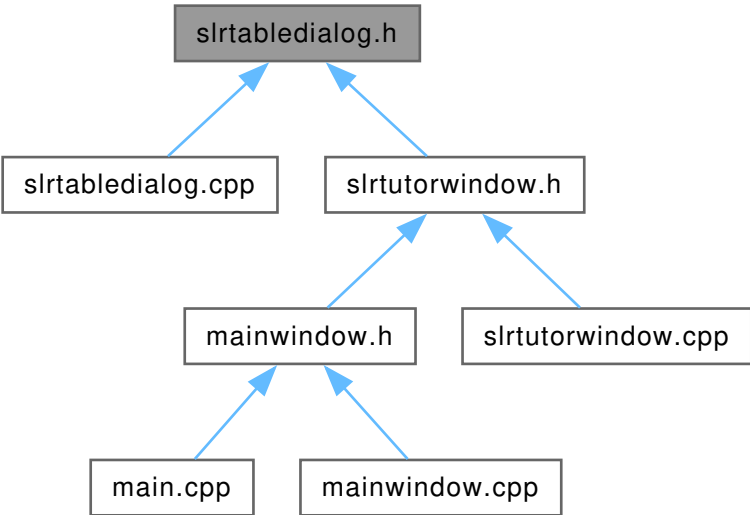 slrtabledialog.h
slrtabledialog.cpp
slrtutorwindow.h
mainwindow.h
slrtutorwindow.cpp
main.cpp
mainwindow.cpp